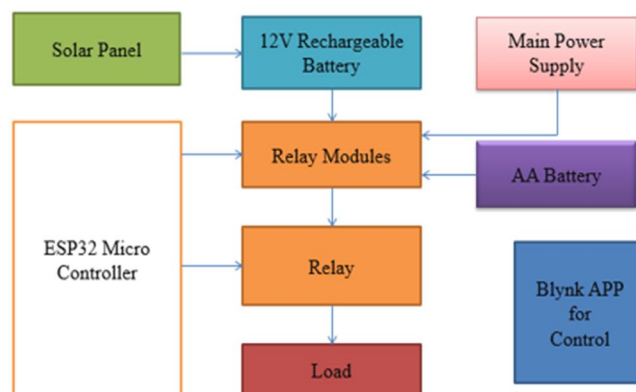 Solar Panel
12V Rechargeable
Battery
Main Power
Supply
Relay Modules
AA Battery
ESP32 Micro
Controller
Relay
Blynk APP
for
Control
Load